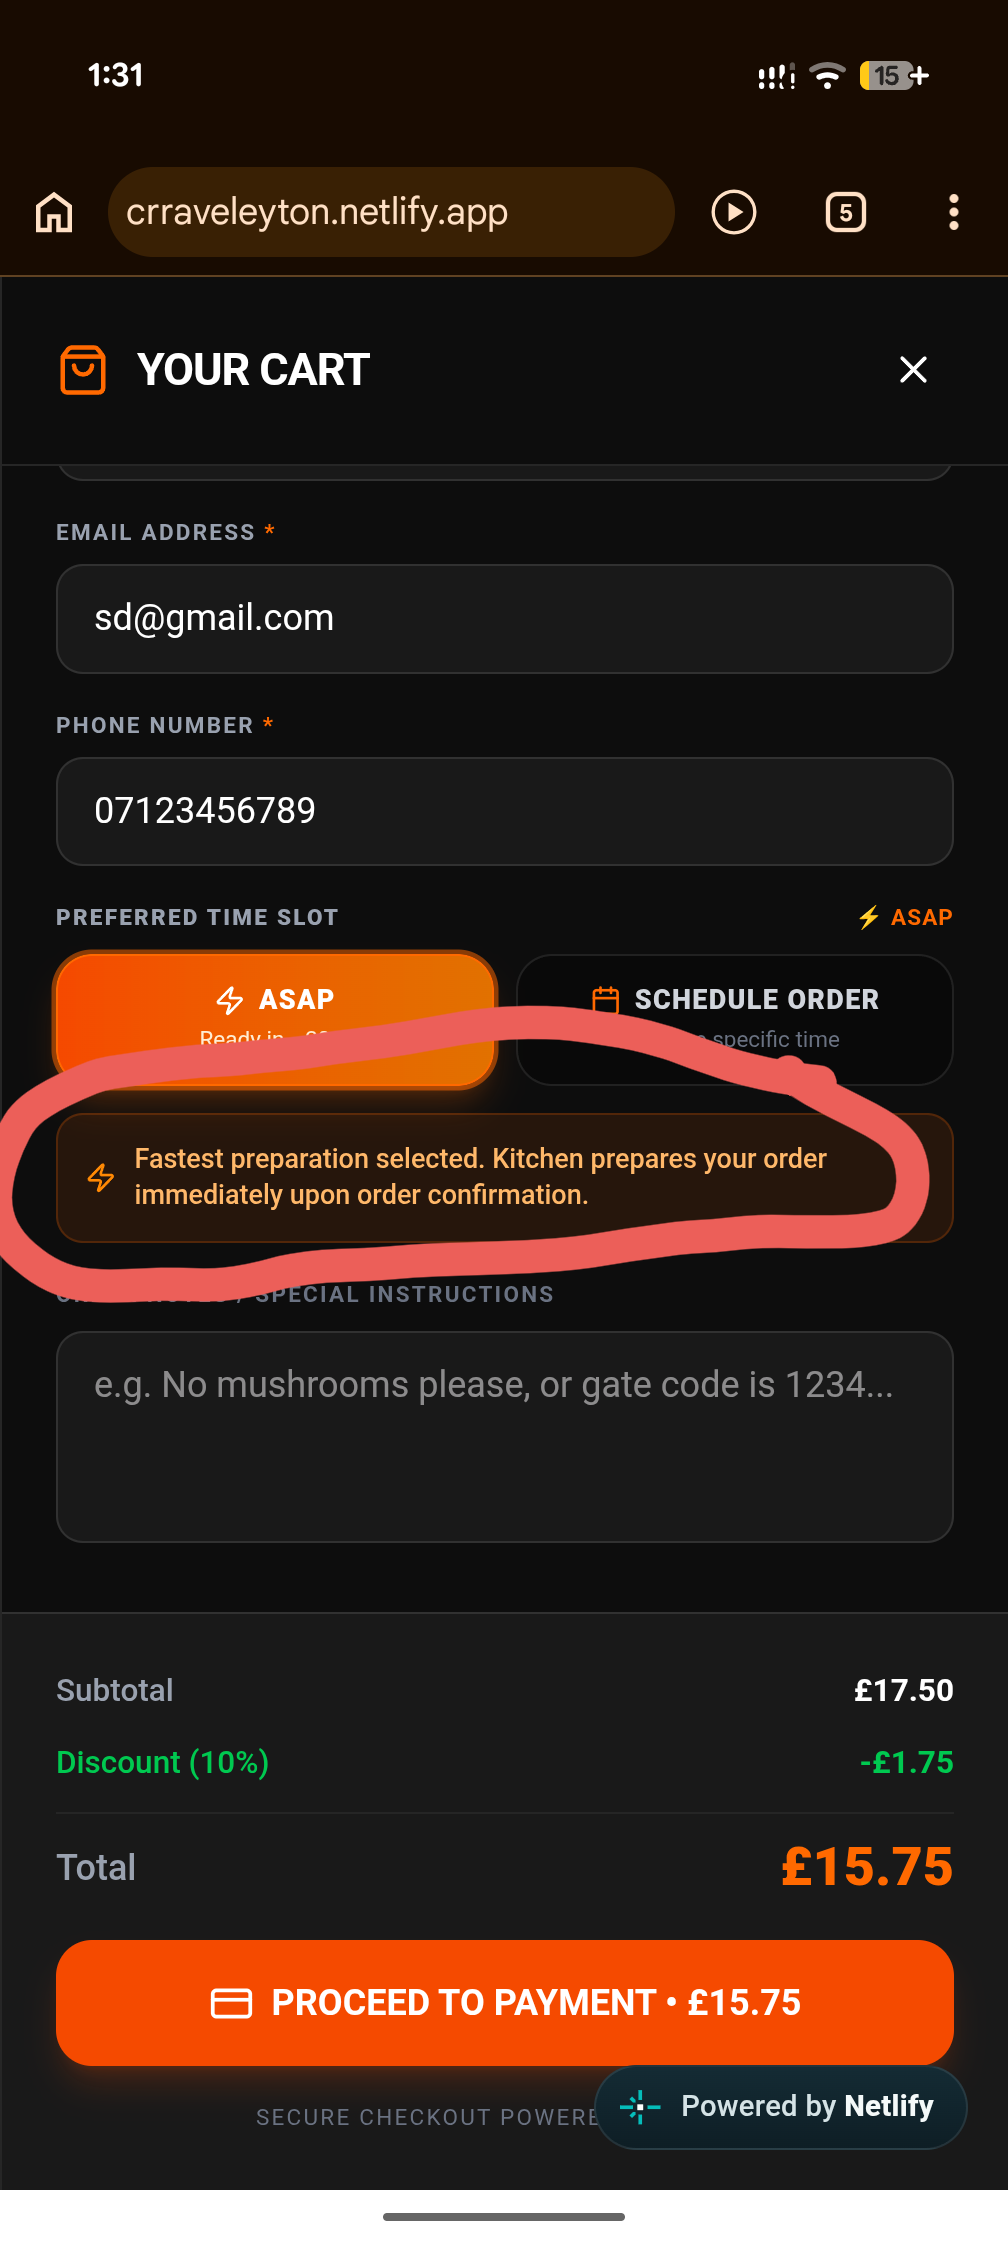 1:31
15
crraveleyton.netlify.app
5
YOUR CART
EMAIL ADDRESS *
sd@gmail.com
PHONE NUMBER *
07123456789
PREFERRED TIME SLOT
⚡ ASAP
ASAP
SCHEDULE ORDER
Ready in
specific time
Fastest preparation selected. Kitchen prepares your order
immediately upon order confirmation.
/ SPECIAL INSTRUCTIONS
e.g. No mushrooms please, or gate code is 1234...
Subtotal
£17.50
Discount (10%)
-£1.75
Total
£15.75
PROCEED TO PAYMENT • £15.75
SECURE CHECKOUT
Powered by Netlify